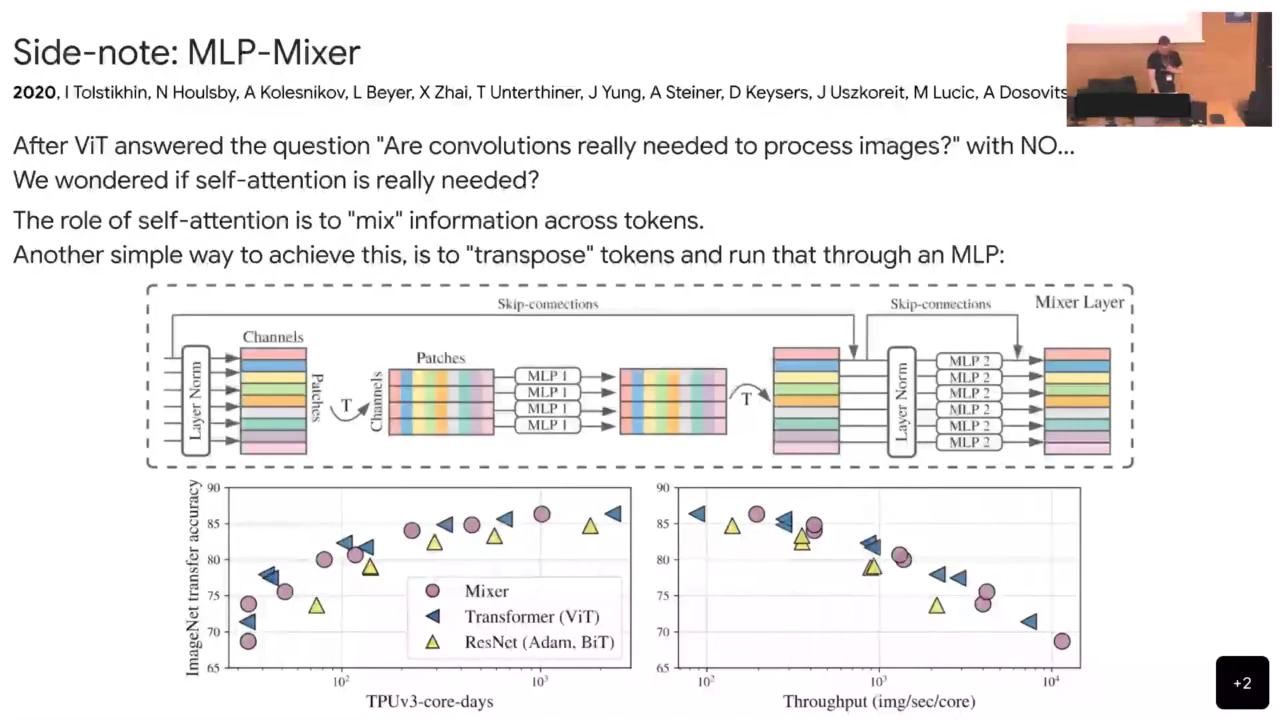 Side-note: MLP-Mixer
2020, I Tolstikhin, N Houlsby, A Kolesnikov, L Beyer, X Zhai, T Unterthiner, J Yung, A Steiner, D Keysers, J Uszkoreit, M Lucic, A Dosovits
After ViT answered the question "Are convolutions really needed to process images?" with NO...
We wondered if self-attention is really needed?
The role of self-attention is to "mix" information across tokens.
Another simple way to achieve this, is to "transpose" tokens and run that through an MLP:
Skip-connections
Skip-connections
Mixer Layer
Layer Norm
Channels
Patches
T
Channels
Patches
MLP 1
MLP 1
MLP 1
MLP 1
T
Layer Norm
MLP 2
MLP 2
MLP 2
MLP 2
MLP 2
MLP 2
ImageNet transfer accuracy
90
85
80
75
70
65
10²
10³
TPUv3-core-days
Mixer
Transformer (ViT)
ResNet (Adam, BiT)
90
85
80
75
70
65
10²
10³
10⁴
Throughput (img/sec/core)
+2